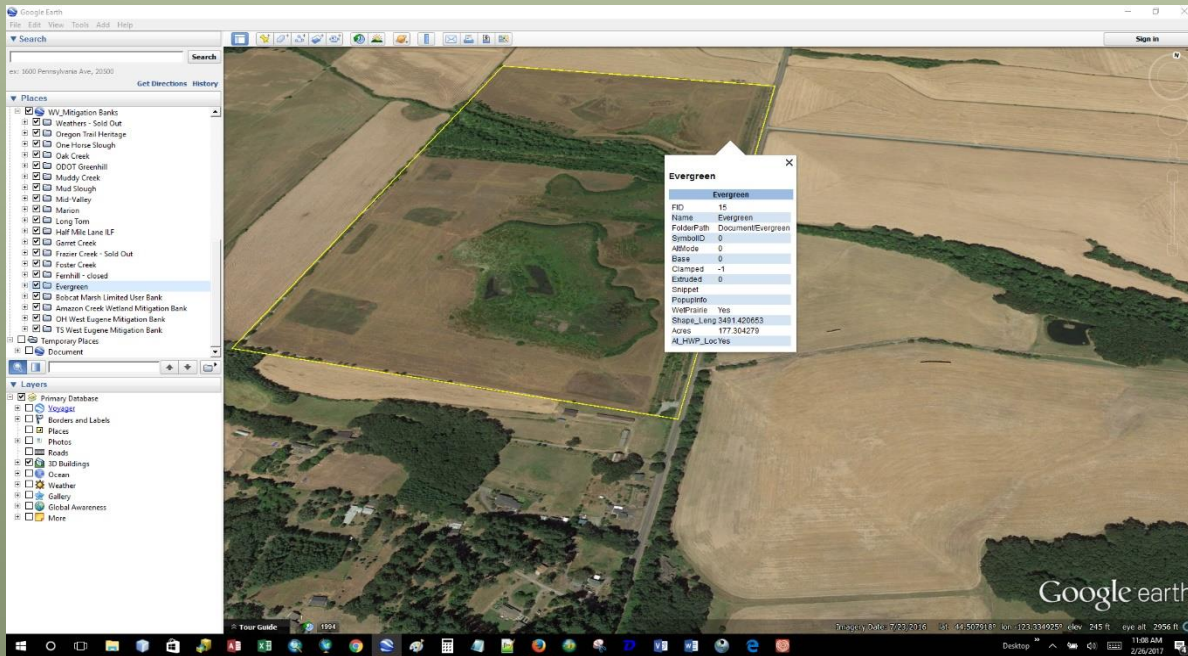 Google Earth
File Edit View Tools Add Help
Search
Search
ex: 1600 Pennsylvania Ave, 20500
Get Directions History
Places
WV_Mitigation Banks
Weathers - Sold Out
Oregon Trail Heritage
One Horse Slough
Oak Creek
ODOT Greenhill
Muddy Creek
Mud Slough
Mid-Valley
Marion
Long Tom
Half Mile Lane ILF
Garret Creek
Frazier Creek - Sold Out
Foster Creek
Fernhill - closed
Evergreen
Bobcat Marsh Limited User Bank
Amazon Creek Wetland Mitigation Bank
OH West Eugene Mitigation Bank
TS West Eugene Mitigation Bank
Temporary Places
Document
Layers
Primary Database
Voyager
Borders and Labels
Places
Photos
Roads
3D Buildings
Ocean
Weather
Gallery
Global Awareness
More
Sign in
N
Evergreen
Evergreen
FID 15
Name Evergreen
FolderPath Document/Evergreen
SymbolID 0
AltMode 0
Base 0
Clamped -1
Extruded 0
Snippet
PopupInfo
WetPrairie Yes
Shape_Leng 3491.420653
Acres 177.304279
At_HWP_Loc Yes
Google earth
Tour Guide 1994
Imagery Date: 7/23/2016 lat 44.507918° lon -123.334925° elev 245 ft eye alt 2956 ft
Desktop
11:08 AM
2/26/2017